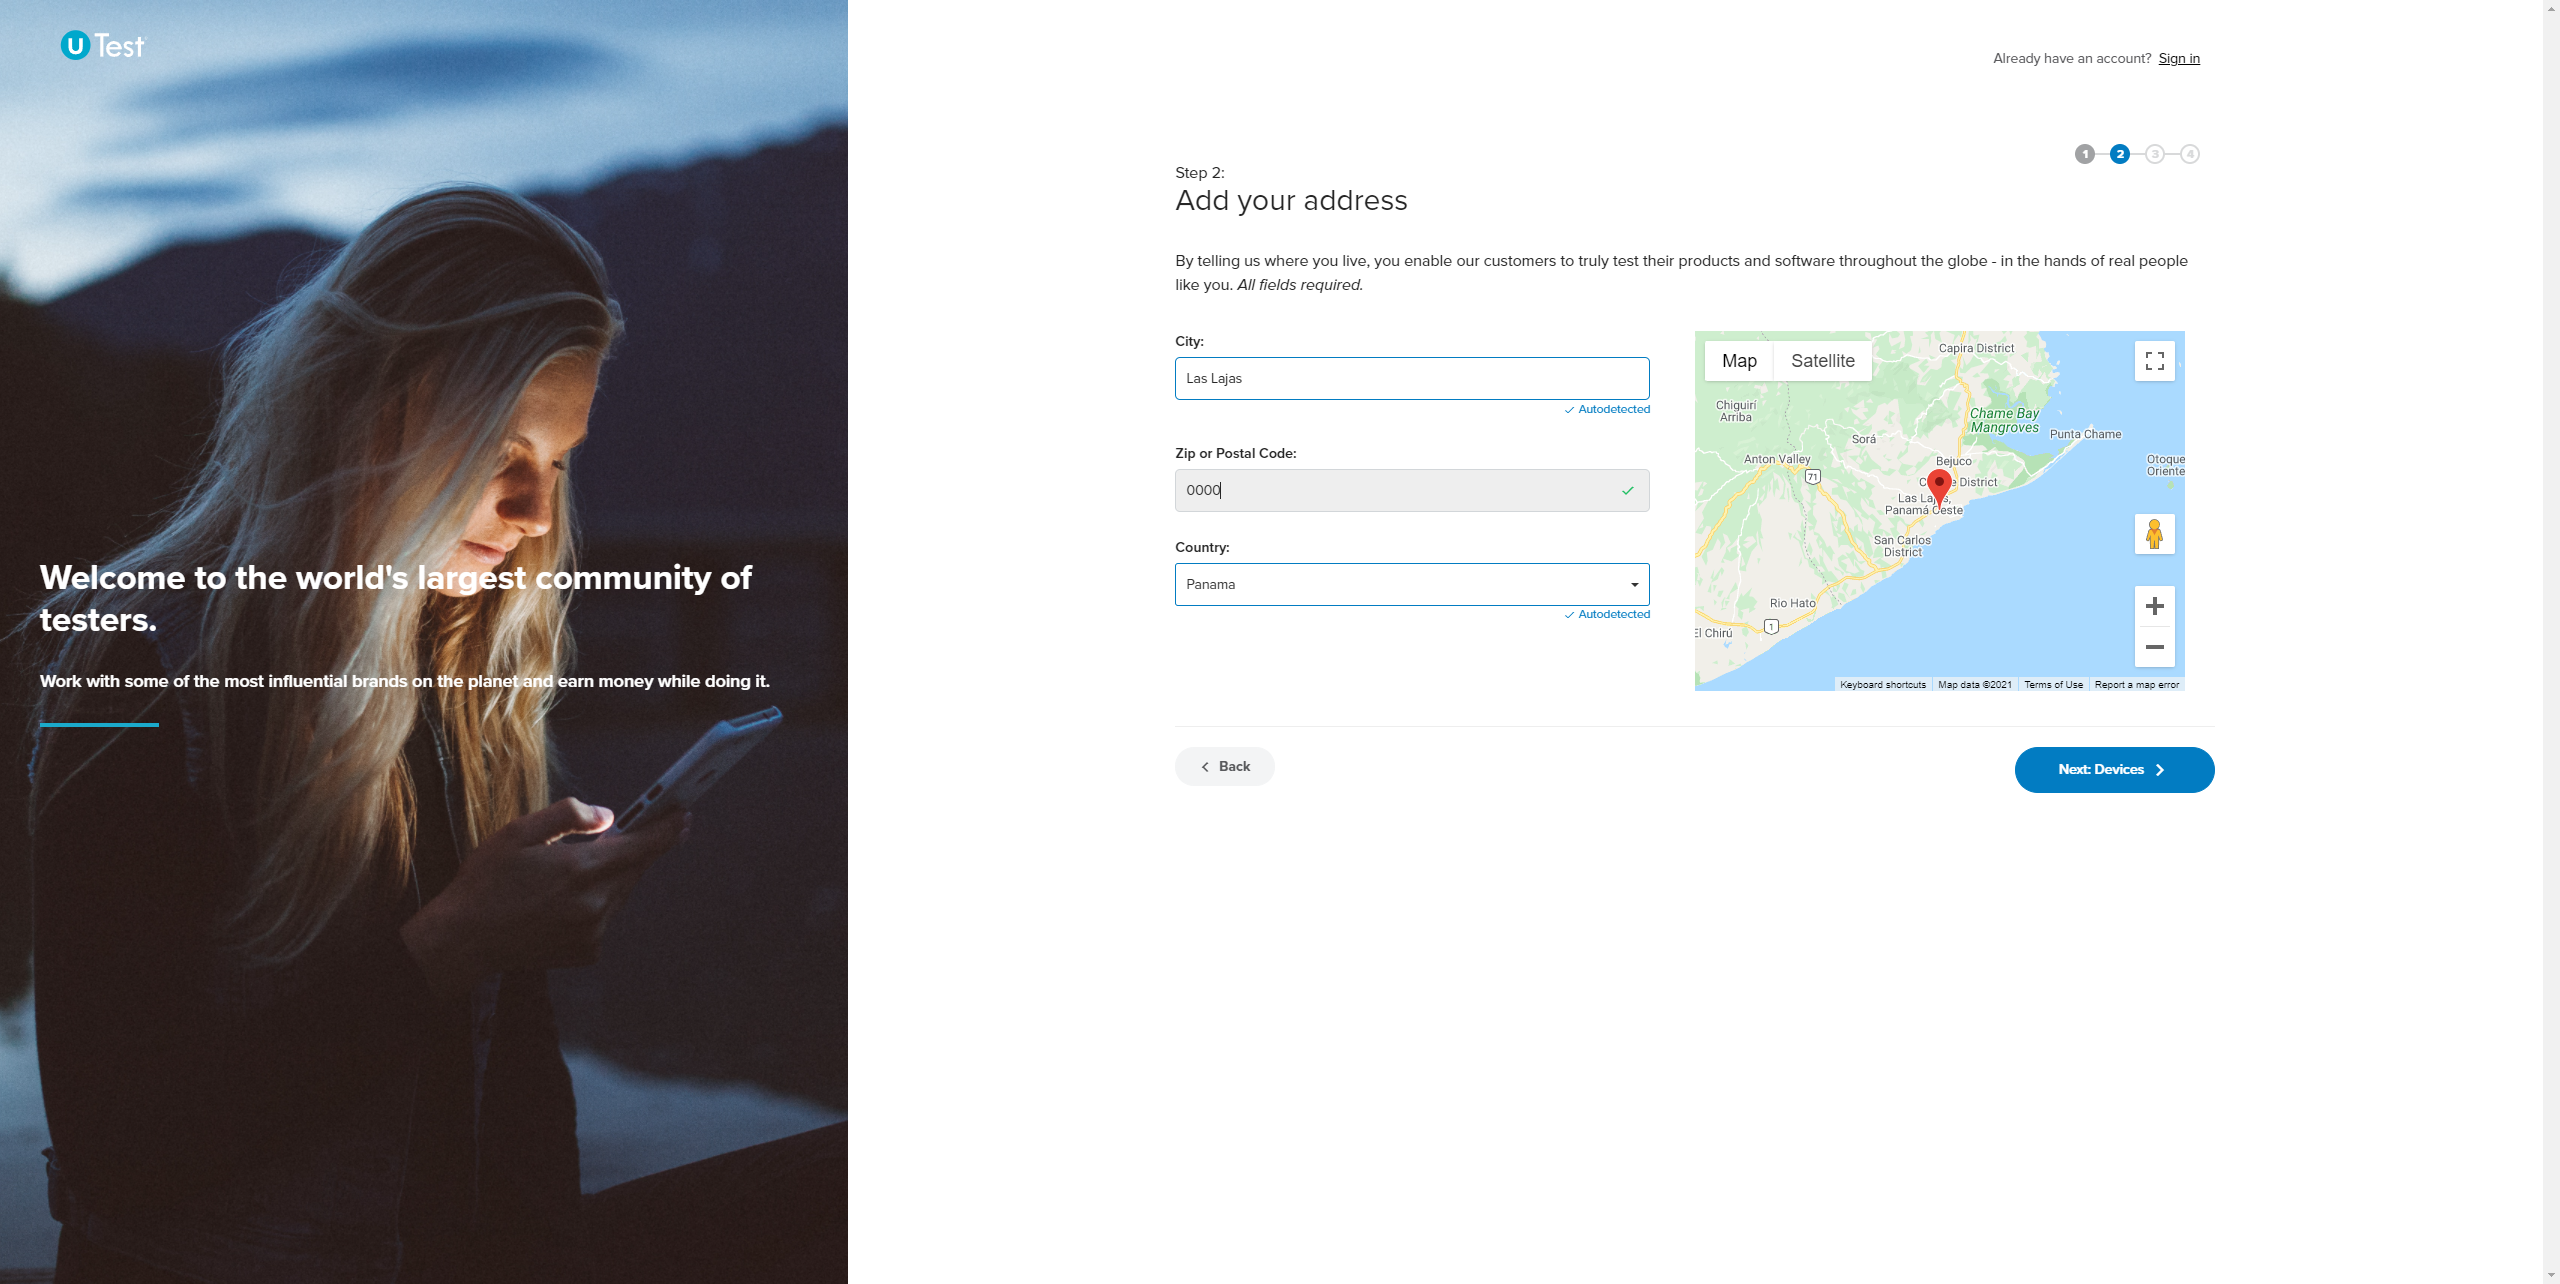 U Test
Already have an account? Sign in
1 2 3 4
Step 2:
Add your address
By telling us where you live, you enable our customers to truly test their products and software throughout the globe - in the hands of real people
like you. All fields required.
City:
Las Lajas
Autodetected
Zip or Postal Code:
0000
Country:
Panama
Autodetected
Map Satellite
Capira District
Chiguirí
Arriba
Chame Bay
Mangroves
Punta Chame
Sorá
Anton Valley
Bejuco
Otoque
Oriente
71
District
Las Lajas,
Panamá Oeste
San Carlos
District
Rio Hato
1
El Chirú
Keyboard shortcuts Map data ©2021 Terms of Use Report a map error
Back
Next: Devices
Welcome to the world's largest community of
testers.
Work with some of the most influential brands on the planet and earn money while doing it.